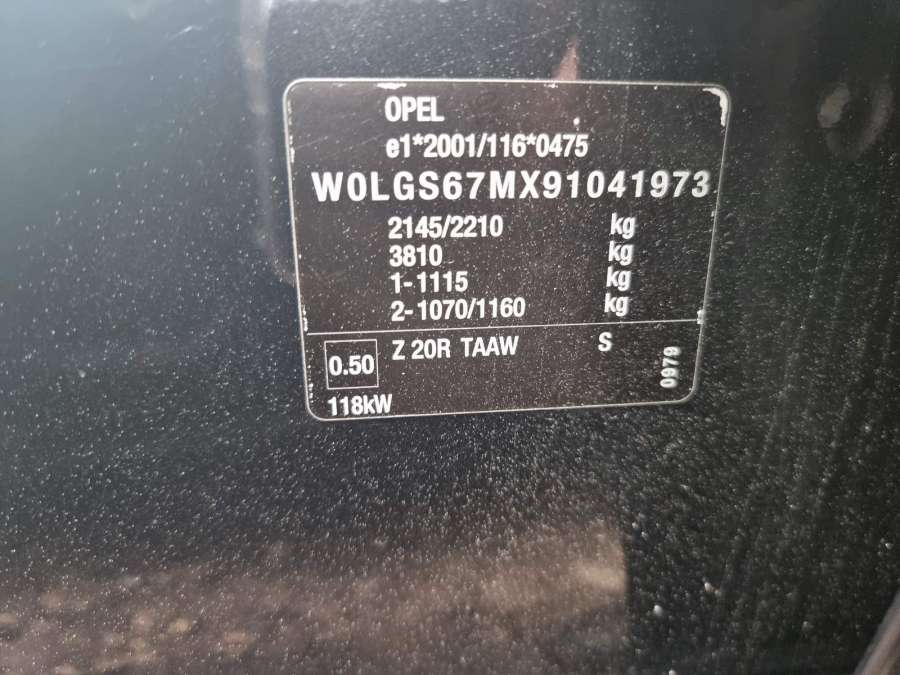 OPEL
e1*2001/116*0475
W0LGS67MX91041973
2145/2210 kg
3810 kg
1-1115 kg
2-1070/1160 kg
0.50 Z 20R TAAW S 0979
118kW